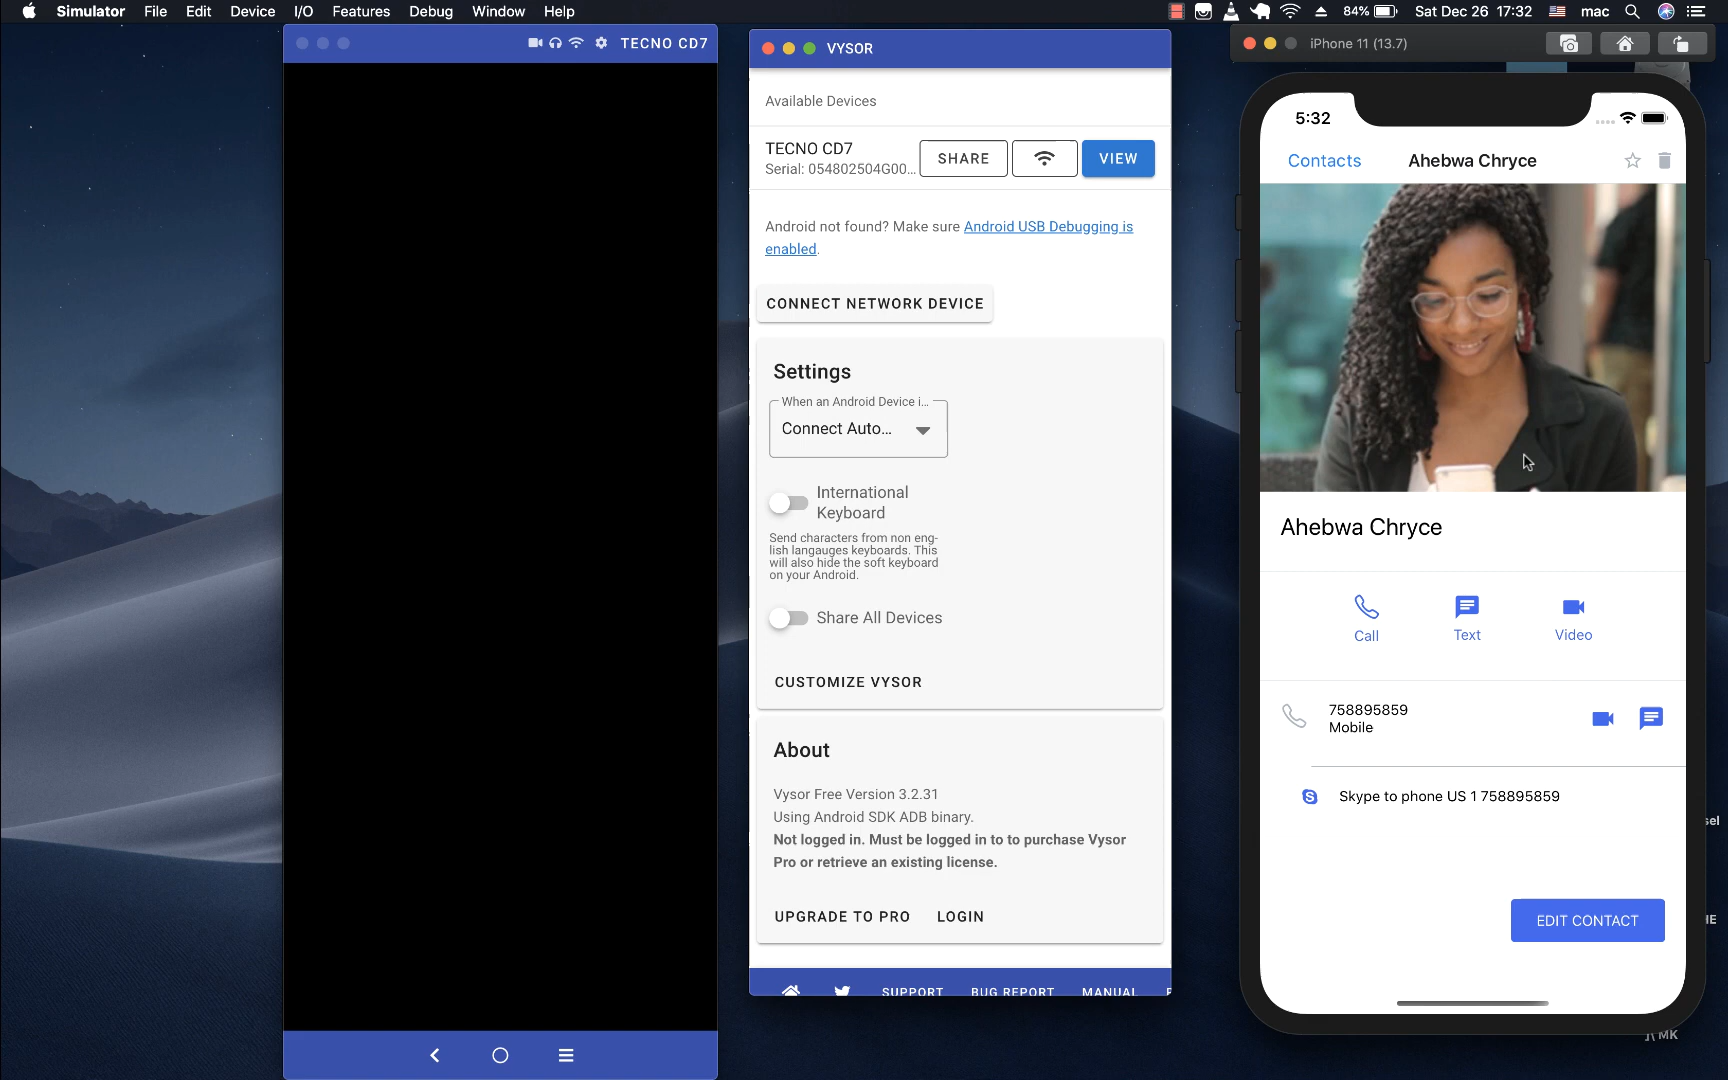 Simulator File Edit Device I/O Features Debug Window Help
84% Sat Dec 26 17:32 mac
TECNO CD7
VYSOR
Available Devices
TECNO CD7
Serial: 054802504G00...
SHARE
VIEW
Android not found? Make sure Android USB Debugging is
enabled.
CONNECT NETWORK DEVICE
Settings
When an Android Device i...
Connect Auto...
International
Keyboard
Send characters from non eng-
lish langauges keyboards. This
will also hide the soft keyboard
on your Android.
Share All Devices
CUSTOMIZE VYSOR
About
Vysor Free Version 3.2.31
Using Android SDK ADB binary.
Not logged in. Must be logged in to to purchase Vysor
Pro or retrieve an existing license.
UPGRADE TO PRO LOGIN
SUPPORT BUG REPORT MANUAL
iPhone 11 (13.7)
5:32
Contacts Ahebwa Chryce
Ahebwa Chryce
Call Text Video
758895859
Mobile
Skype to phone US 1 758895859
EDIT CONTACT
sel
MK